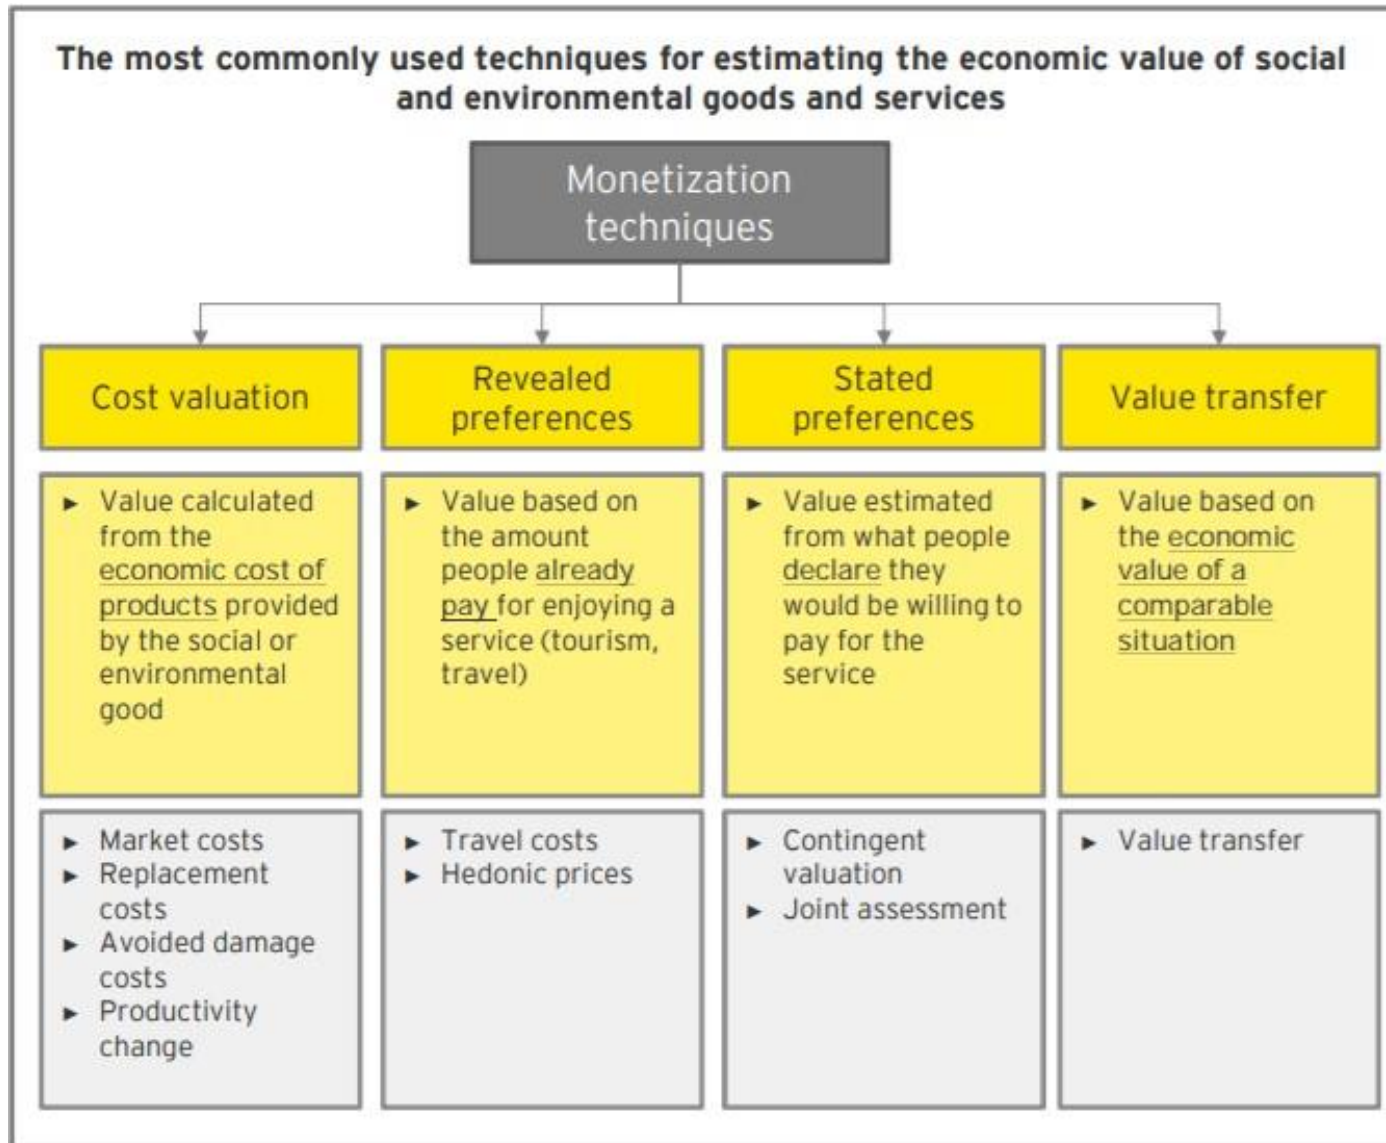 The most commonly used techniques for estimating the economic value of social
and environmental goods and services
Monetization
techniques
Cost valuation
Revealed
preferences
Stated
preferences
Value transfer
► Value calculated
from the
economic cost of
products provided
by the social or
environmental
good
► Value based on
the amount
people already
pay for enjoying a
service (tourism,
travel)
► Value estimated
from what people
declare they
would be willing to
pay for the
service
► Value based on
the economic
value of a
comparable
situation
► Market costs
► Replacement
costs
► Avoided damage
costs
► Productivity
change
► Travel costs
► Hedonic prices
► Contingent
valuation
► Joint assessment
► Value transfer